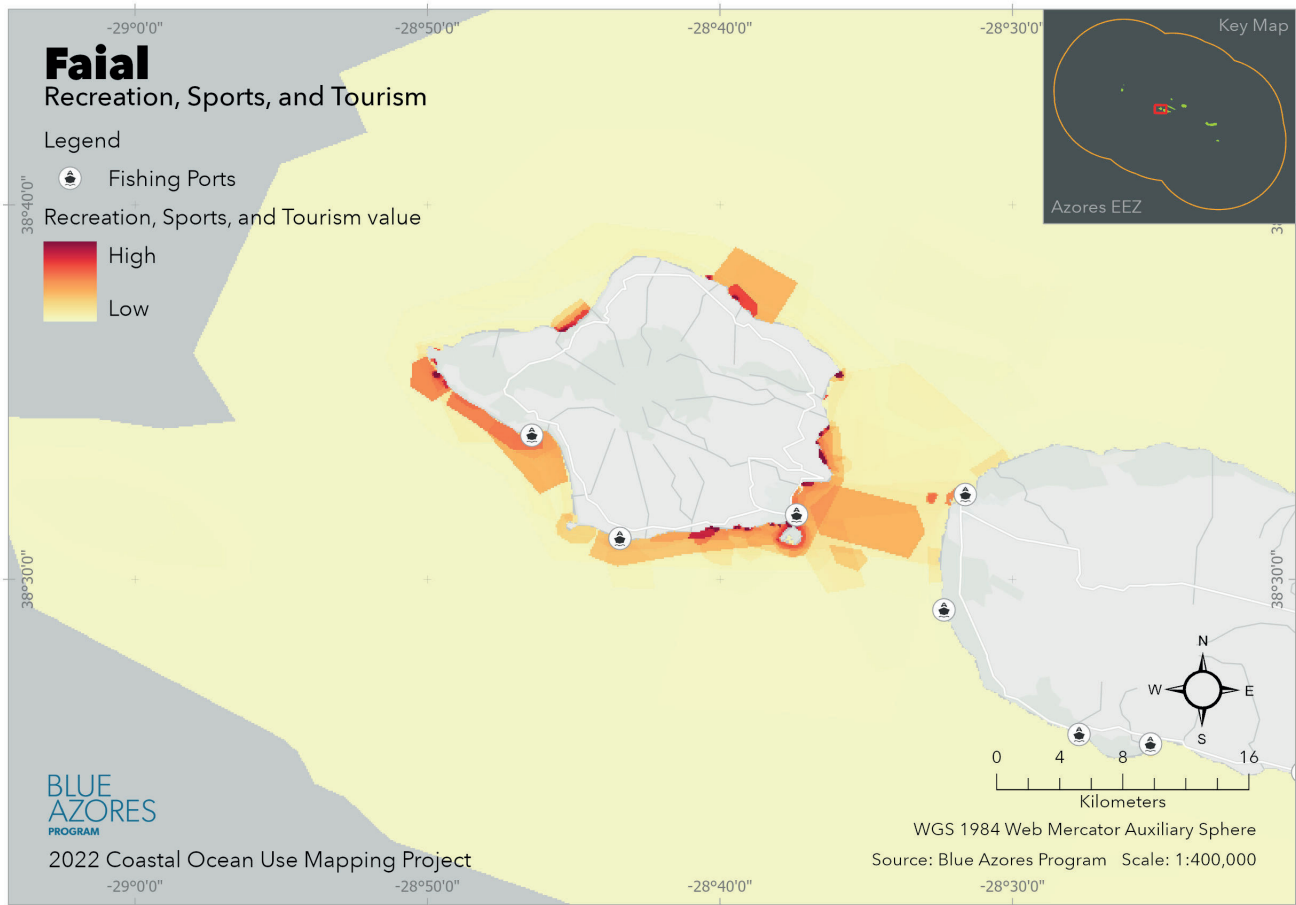 -29°0'0"
-28°50'0"
-28°40'0"
-28°30'0"
Key Map
Azores EEZ
Faial
Recreation, Sports, and Tourism
Legend
Fishing Ports
Recreation, Sports, and Tourism value
High
Low
38°40'0"
38°30'0"
38°30'0"
N
W
E
S
0
4
8
16
Kilometers
BLUE
AZORES
PROGRAM
2022 Coastal Ocean Use Mapping Project
WGS 1984 Web Mercator Auxiliary Sphere
Source: Blue Azores Program Scale: 1:400,000
-29°0'0"
-28°50'0"
-28°40'0"
-28°30'0"